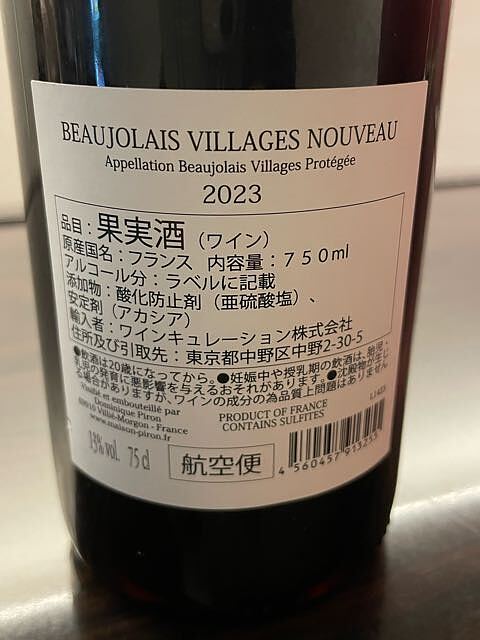 BEAUJOLAIS VILLAGES NOUVEAU
Appellation Beaujolais Villages Protégée
2023
品目：果実酒（ワイン）
原産国名：フランス 内容量：７５０ml
アルコール分：ラベルに記載
添加物：酸化防止剤（亜硫酸塩）、
安定剤（アカシア）
輸入者：ワインキュレーション株式会社
住所及び引取先：東京都中野区中野2-30-5
●飲酒は20歳になってから。●妊娠中や授乳期の飲酒は、胎児・
乳児の発育に悪影響を与えるおそれがあります。●沈殿物が生じ
る場合がありますが、ワインの成分の為品質上問題はありません
Vinifié et embouteillé par
Dominique Piron
69910 Villié-Morgon - France
www.maison-piron.fr
PRODUCT OF FRANCE
CONTAINS SULFITES
13% vol. 75 cl
航空便
4 560457 913255